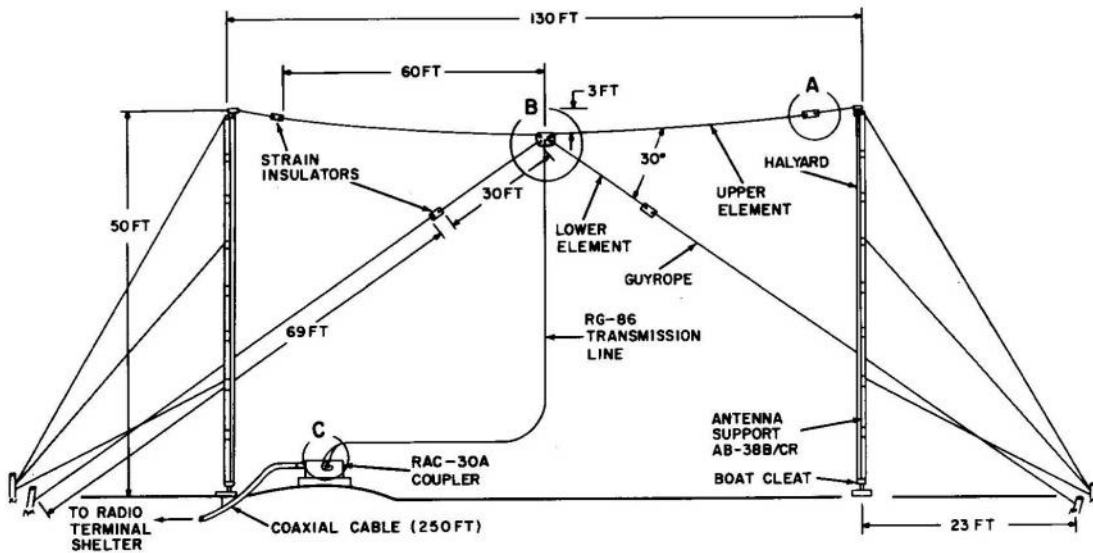 130 FT
60 FT
3 FT
A
B
STRAIN
INSULATORS
30 FT
30°
HALYARD
UPPER
ELEMENT
50 FT
LOWER
ELEMENT
GUYROPE
69 FT
RG-86
TRANSMISSION
LINE
C
RAC-30A
COUPLER
ANTENNA
SUPPORT
AB-38B/CR
BOAT CLEAT
TO RADIO
TERMINAL
SHELTER
COAXIAL CABLE (250 FT)
23 FT